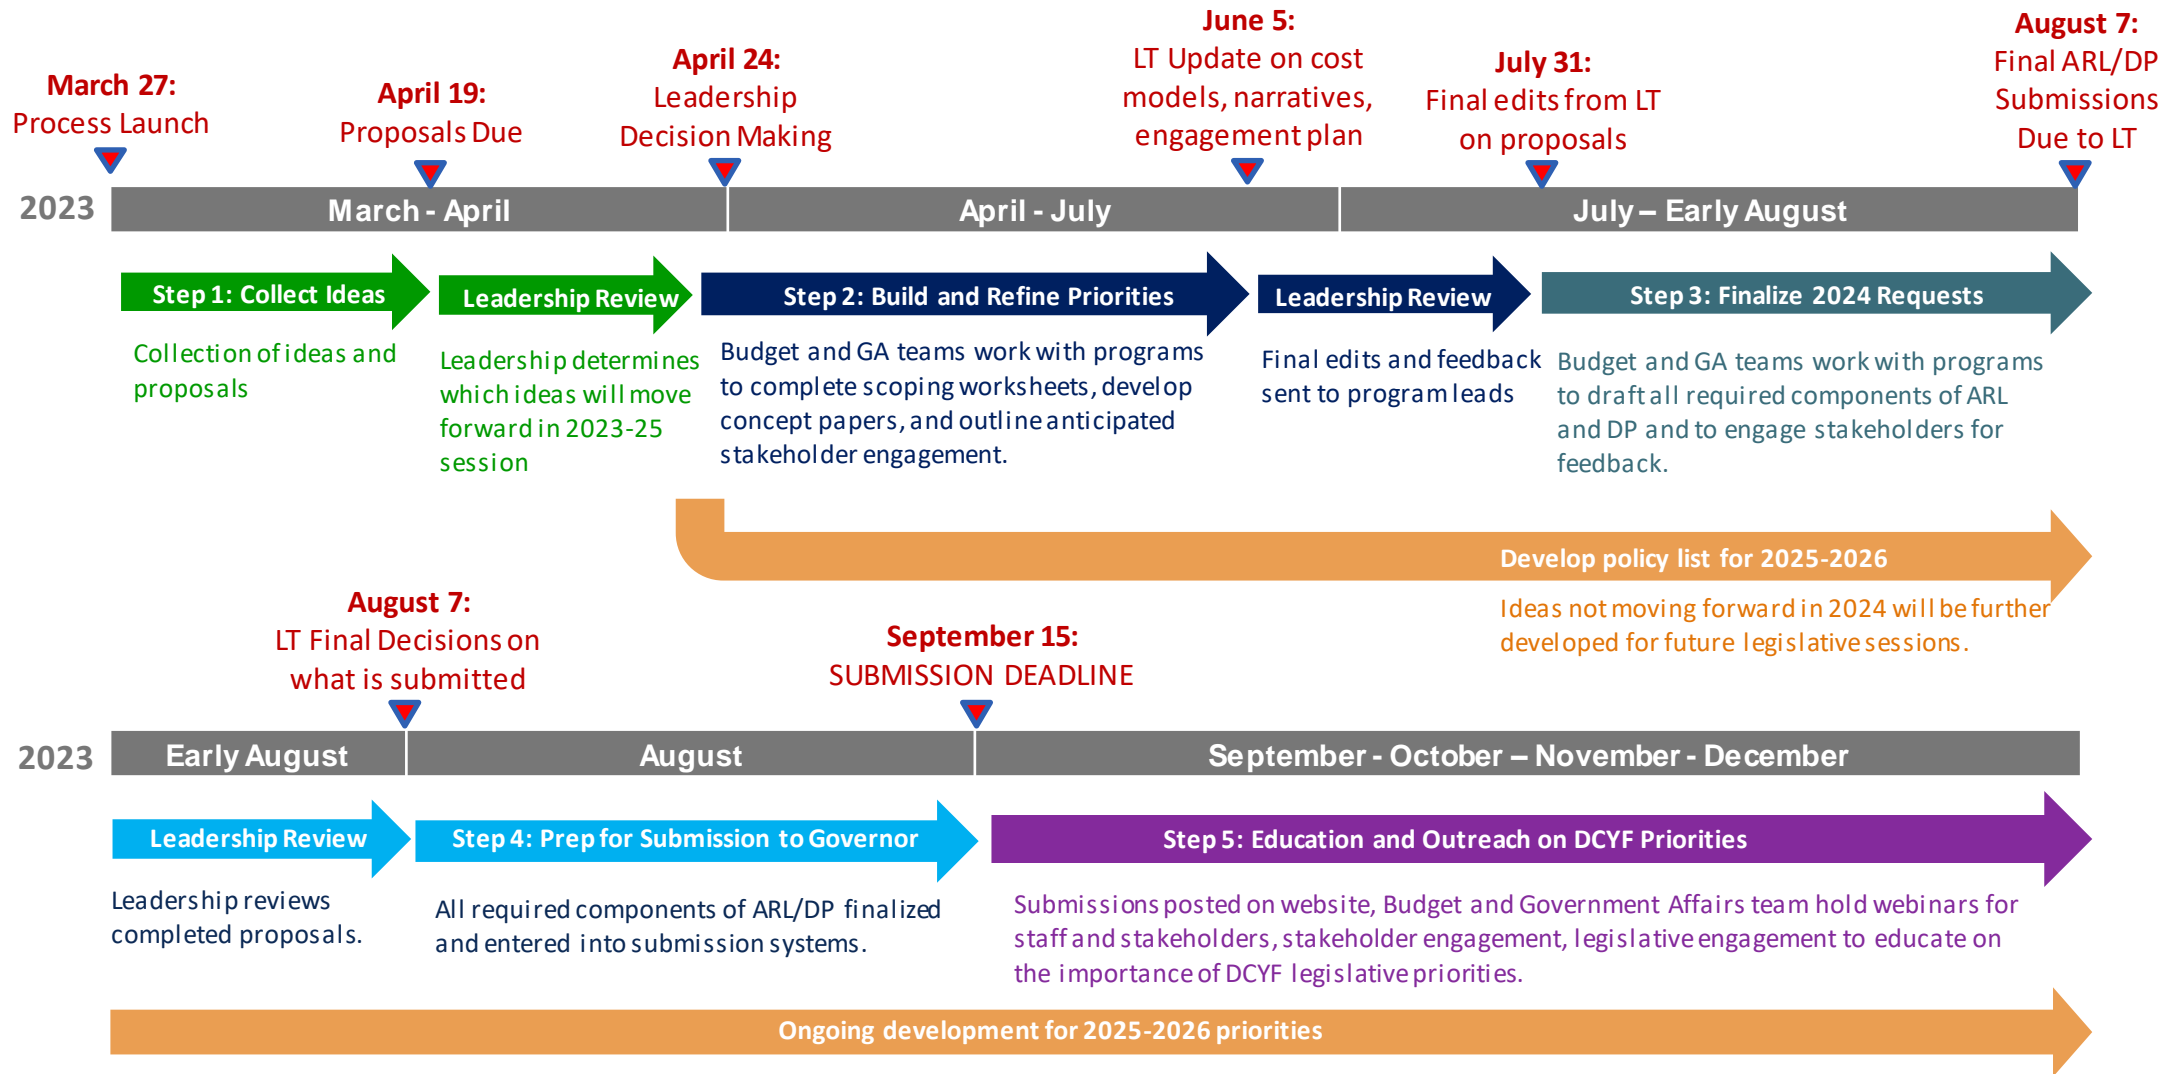 March 27:
Process Launch
April 19:
Proposals Due
April 24:
Leadership
Decision Making
June 5:
LT Update on cost
models, narratives,
engagement plan
July 31:
Final edits from LT
on proposals
August 7:
Final ARL/DP
Submissions
Due to LT
2023
March - April
April - July
July – Early August
Step 1: Collect Ideas
Leadership Review
Step 2: Build and Refine Priorities
Leadership Review
Step 3: Finalize 2024 Requests
Collection of ideas and
proposals
Leadership determines
which ideas will move
forward in 2023-25
session
Budget and GA teams work with programs
to complete scoping worksheets, develop
concept papers, and outline anticipated
stakeholder engagement.
Final edits and feedback
sent to program leads
Budget and GA teams work with programs
to draft all required components of ARL
and DP and to engage stakeholders for
feedback.
Develop policy list for 2025-2026
Ideas not moving forward in 2024 will be further
developed for future legislative sessions.
August 7:
LT Final Decisions on
what is submitted
September 15:
SUBMISSION DEADLINE
2023
Early August
August
September - October – November - December
Leadership Review
Step 4: Prep for Submission to Governor
Step 5: Education and Outreach on DCYF Priorities
Leadership reviews
completed proposals.
All required components of ARL/DP finalized
and entered into submission systems.
Submissions posted on website, Budget and Government Affairs team hold webinars for
staff and stakeholders, stakeholder engagement, legislative engagement to educate on
the importance of DCYF legislative priorities.
Ongoing development for 2025-2026 priorities